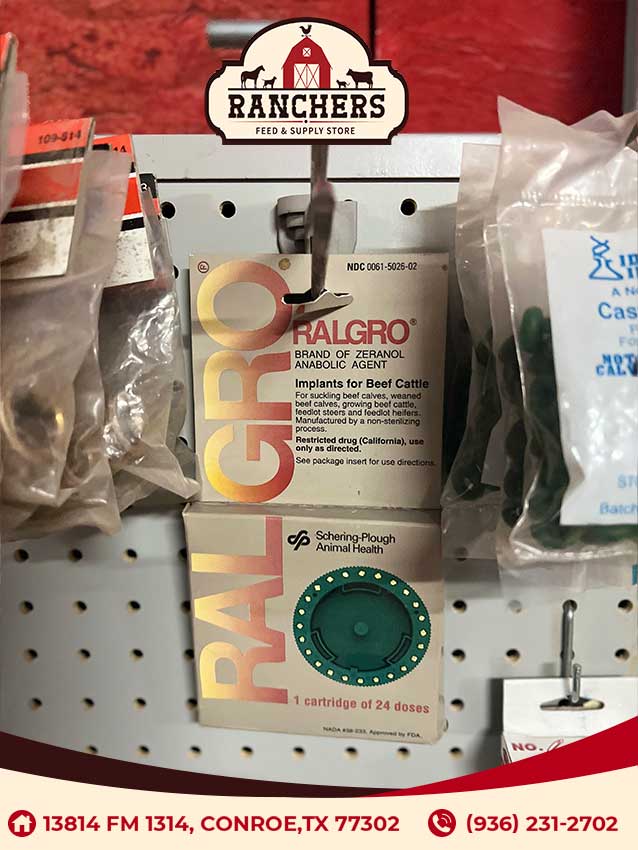 RANCHERS
FEED & SUPPLY STORE
109-514
NDC 0061-5026-02
RALGRO
RALGRO®
BRAND OF ZERANOL
ANABOLIC AGENT
Implants for Beef Cattle
For suckling beef calves, weaned
beef calves, growing beef cattle,
feedlot steers and feedlot heifers.
Manufactured by a non-sterilizing
process.
Restricted drug (California), use
only as directed.
See package insert for use directions.
Schering-Plough
Animal Health
1 cartridge of 24 doses
NADA #38-233, Approved by FDA.
Cas
NOT
CALV
Batch
NO.
13814 FM 1314, CONROE,TX 77302
(936) 231-2702